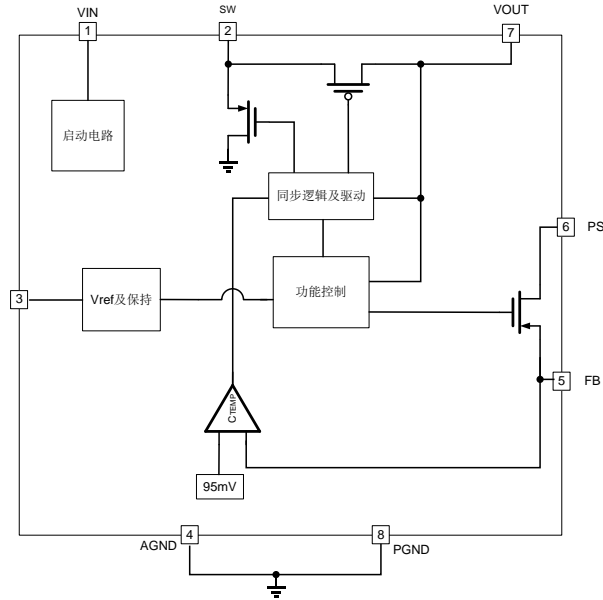 VIN
SW
VOUT
1
2
7
启动电路
同步逻辑及驱动
6
PS
3
Vref及保持
功能控制
5
FB
CTEMP
95mV
AGND
4
8
PGND